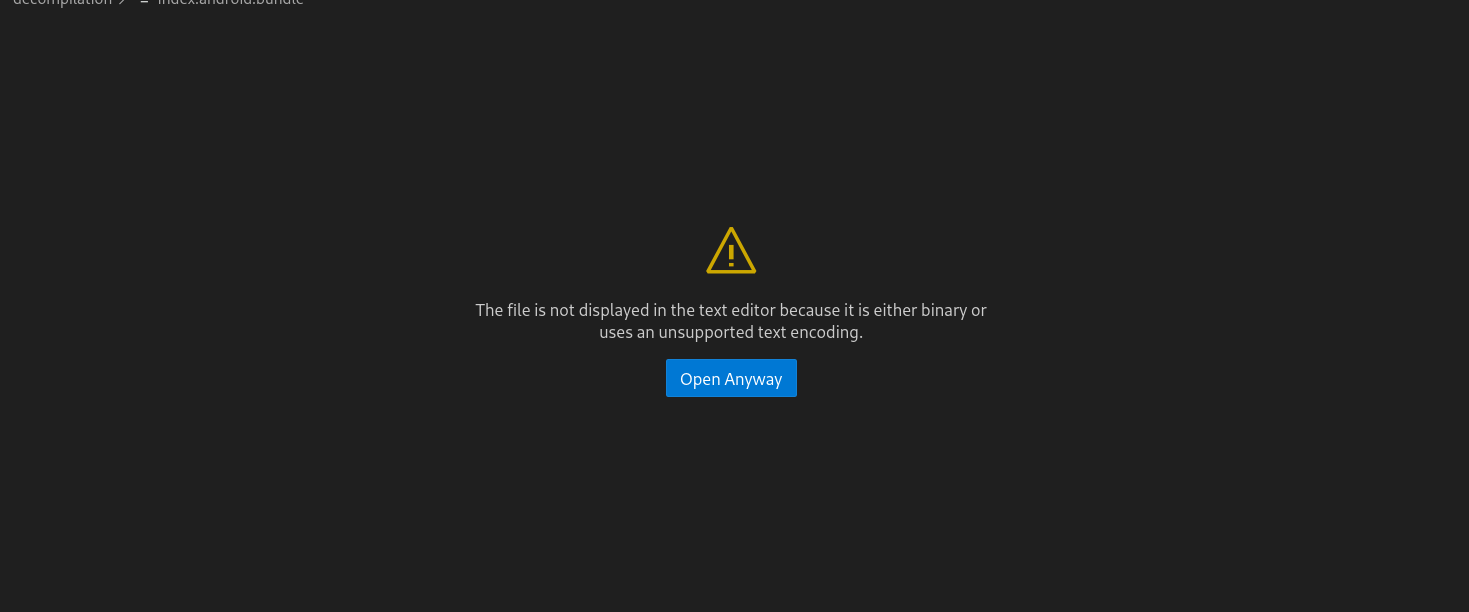 decompilation > index.android.bundle
The file is not displayed in the text editor because it is either binary or
uses an unsupported text encoding.
Open Anyway